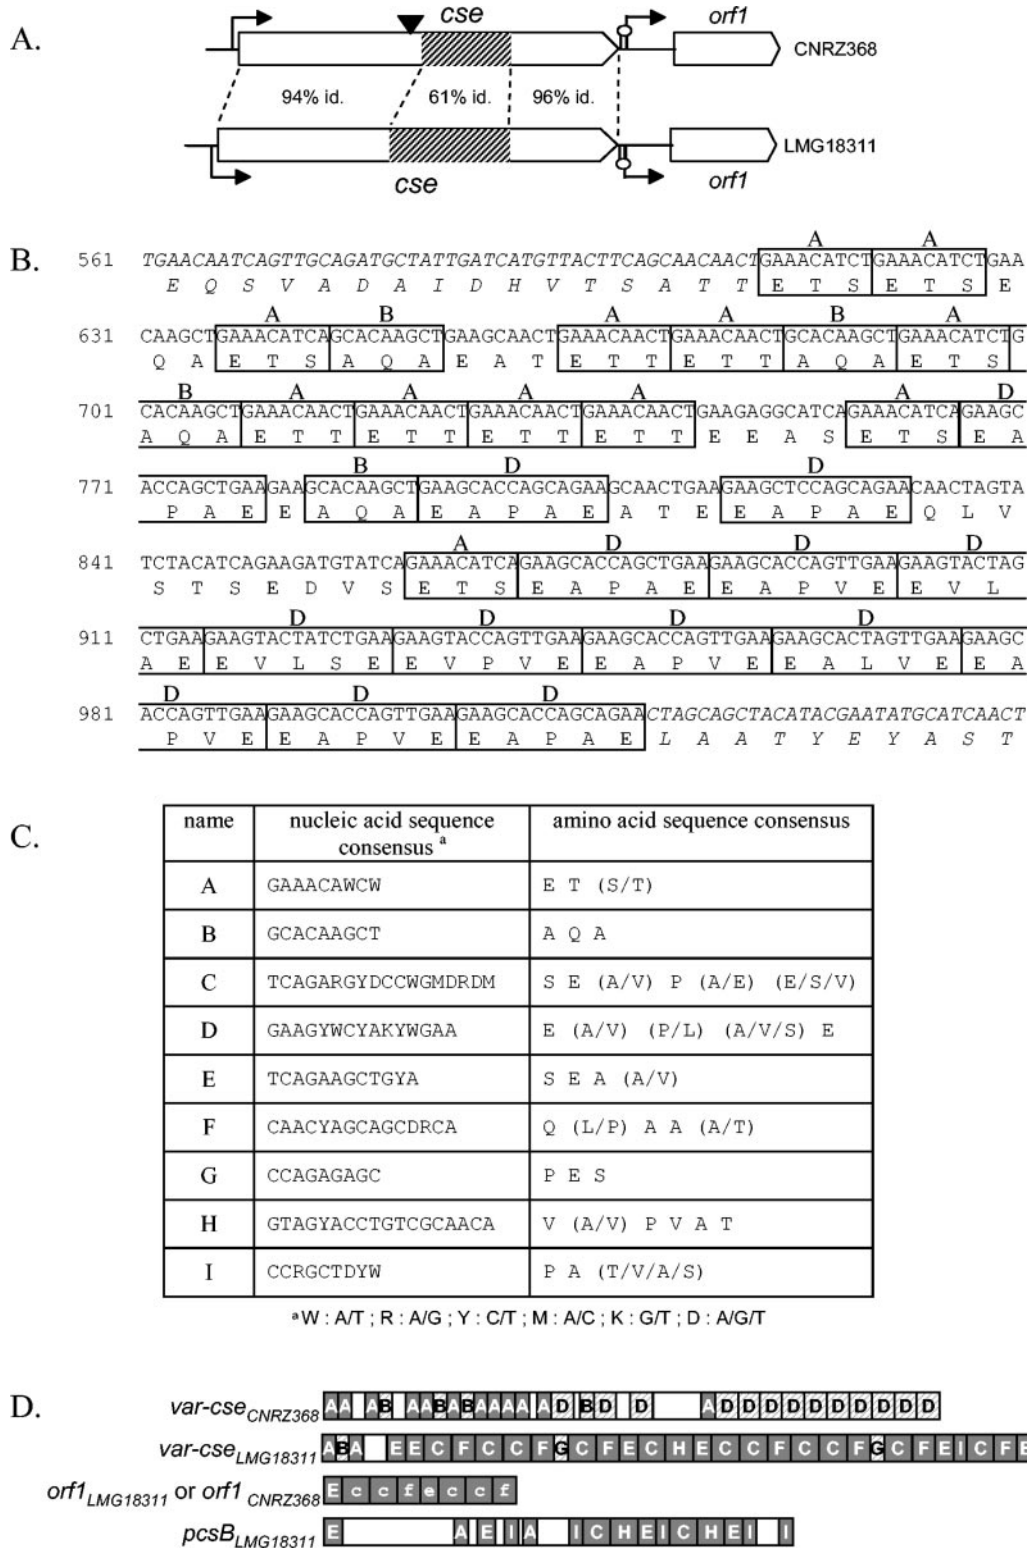 A.
cse
orf1
CNRZ368
94% id.
61% id.
96% id.
LMG18311
cse
orf1
B.
A A
561 TGAACAATCAGTTGCAGATGCTATTGATCATGTTACTTCAGCAACAACTGAAACATCTGAAACATCTGAA
E Q S V A D A I D H V T S A T T E T S E T S E
A B A A B A
631 CAAGCTGAAACATCAGCACAAGCTGAAGCAACTGAAACAACTGAAACAACTGCACAAGCTGAAACATCTG
Q A E T S A Q A E A T E T T E T T A Q A E T S
B A A A A A D
701 CACAAGCTGAAACAACTGAAACAACTGAAACAACTGAAACAACTGAAGAGGCATCAGAAACATCAGAAGC
A Q A E T T E T T E T T E T T E E A S E T S E A
B D D
771 ACCAGCTGAAGAAGCACAAGCTGAAGCACCAGCAGAAGCAACTGAAGAAGCTCCAGCAGAACAACTAGTA
P A E E A Q A E A P A E A T E E A P A E Q L V
A D D D
841 TCTACATCAGAAGATGTATCAGAAACATCAGAAGCACCAGCTGAAGAAGCACCAGTTGAAGAAGTACTAG
S T S E D V S E T S E A P A E E A P V E E V L
D D D D
911 CTGAAGAAGTACTATCTGAAGAAGTACCAGTTGAAGAAGCACCAGTTGAAGAAGCACTAGTTGAAGAAGC
A E E V L S E E V P V E E A P V E E A L V E E A
D D D
981 ACCAGTTGAAGAAGCACCAGTTGAAGAAGCACCAGCAGAACTAGCAGCTACATACGAATATGCATCAACT
P V E E A P V E E A P A E L A A T Y E Y A S T
C.
name nucleic acid sequence consensus a amino acid sequence consensus
A GAAACAWCW E T (S/T)
B GCACAAGCT A Q A
C TCAGARGYDCCWGMDRDM S E (A/V) P (A/E) (E/S/V)
D GAAGYWCYAKYWGAA E (A/V) (P/L) (A/V/S) E
E TCAGAAGCTGYA S E A (A/V)
F CAACYAGCAGCDRCA Q (L/P) A A (A/T)
G CCAGAGAGC P E S
H GTAGYACCTGTCGCAACA V (A/V) P V A T
I CCRGCTDYW P A (T/V/A/S)
a W : A/T ; R : A/G ; Y : C/T ; M : A/C ; K : G/T ; D : A/G/T
D.
var-cse CNRZ368 A A A B A A B A B A A A A A D B D D A D D D D D D D D D D
var-cse LMG18311 A B A E E C F C C F G C F E C H E C C F C C F G C F E I C F E
orf1 LMG18311 or orf1 CNRZ368 E c c f e c c f
pcsB LMG18311 E A E I A I C H E I C H E I I